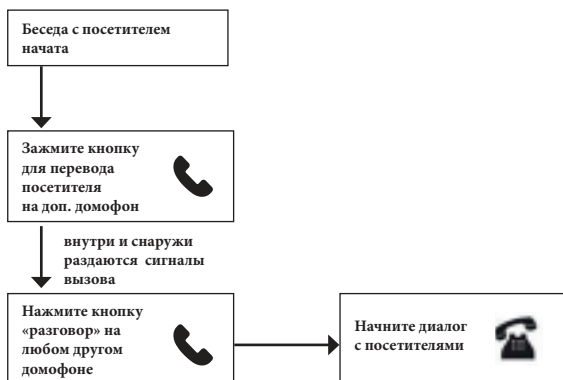 Беседа с посетителем
начата
Зажмите кнопку
для перевода
посетителя
на доп. домофон
внутри и снаружи
раздаются сигналы
вызова
Нажмите кнопку
«разговор» на
любом другом
домофоне
Начните диалог
с посетителями